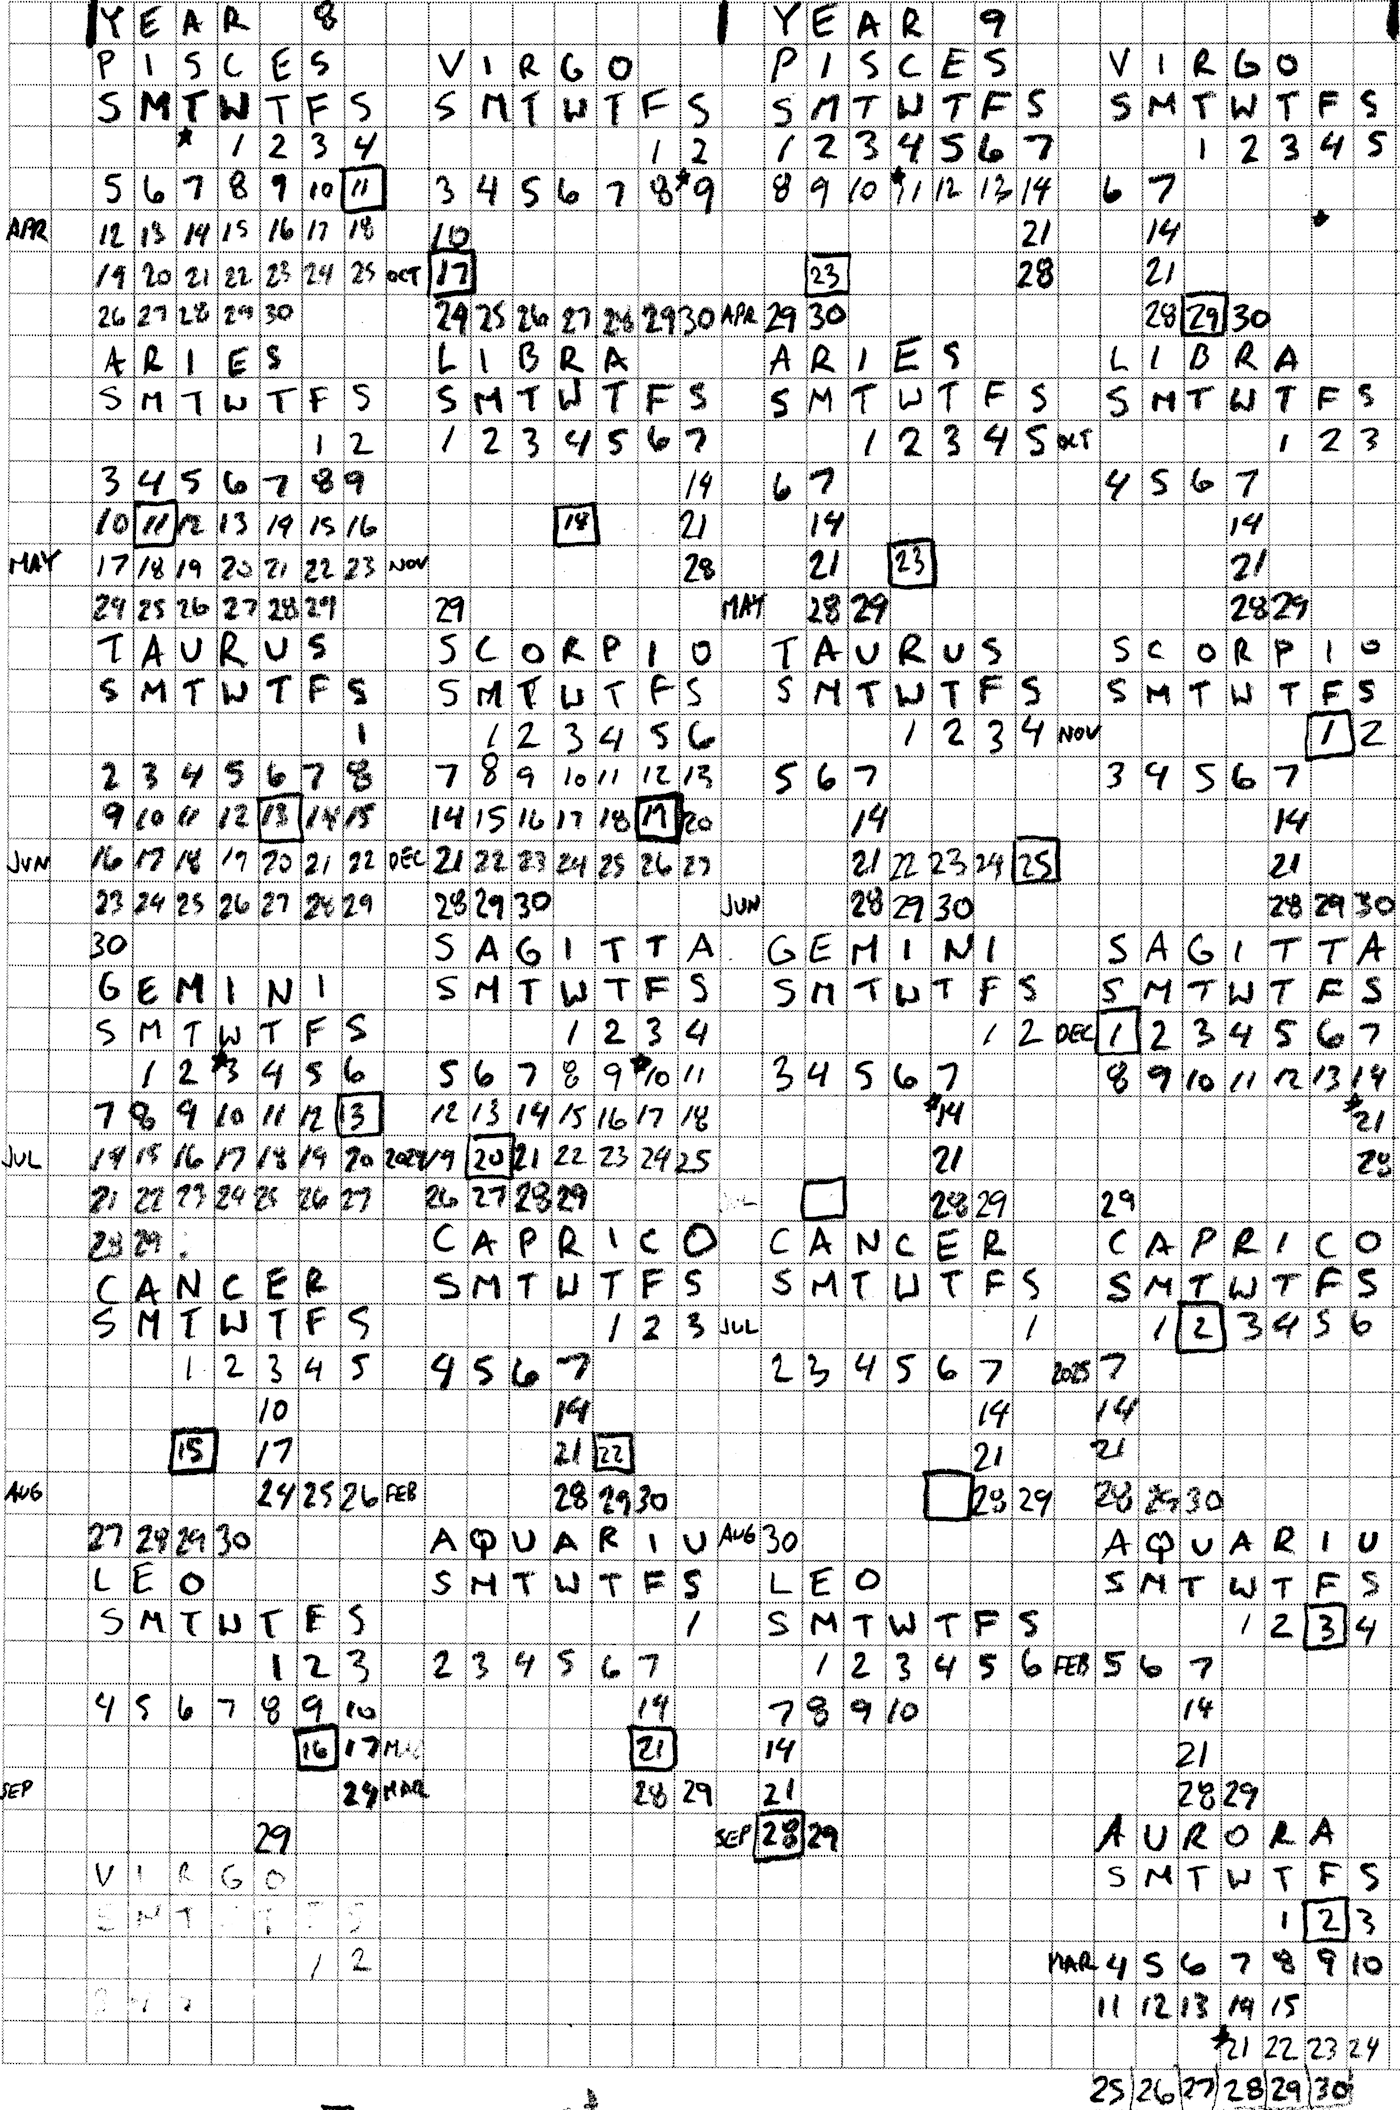 YEAR 8
PISCES
S M T W T F S
1 2 3 4
5 6 7 8 9 10 11
APR 12 13 14 15 16 17 18
19 20 21 22 23 24 25
26 27 28 29 30
ARIES
S M T W T F S
1 2
3 4 5 6 7 8 9
10 11 12 13 14 15 16
MAY 17 18 19 20 21 22 23
24 25 26 27 28 29
TAURUS
S M T W T F S
1
2 3 4 5 6 7 8
9 10 11 12 13 14 15
JUN 16 17 18 19 20 21 22
23 24 25 26 27 28 29
30
GEMINI
S M T W T F S
1 2 3 4 5 6
7 8 9 10 11 12 13
JUL 14 15 16 17 18 19 20
21 22 23 24 25 26 27
28 29
CANCER
S M T W T F S
1 2 3 4 5
10
15 17
AUG 24 25 26
27 28 29 30
LEO
S M T W T F S
1 2 3
4 5 6 7 8 9 10
16 17
SEP 24
29
VIRGO
S M T T F S
1 2
VIRGO
S M T W T F S
1 2
3 4 5 6 7 8 9
10
OCT 17
24 25 26 27 28 29 30
LIBRA
S M T W T F S
1 2 3 4 5 6 7
14
18 21
NOV 28
29
SCORPIO
S M T W T F S
1 2 3 4 5 6
7 8 9 10 11 12 13
14 15 16 17 18 19 20
DEC 21 22 23 24 25 26 27
28 29 30
SAGITTA
S M T W T F S
1 2 3 4
5 6 7 8 9 10 11
12 13 14 15 16 17 18
2024 19 20 21 22 23 24 25
26 27 28 29
CAPRICO
S M T W T F S
1 2 3
4 5 6 7
14
21 22
FEB 28 29 30
AQUARIU
S M T W T F S
1
2 3 4 5 6 7
14
21
MAR 28 29
YEAR 9
PISCES
S M T W T F S
1 2 3 4 5 6 7
8 9 10 11 12 13 14
21
23 28
APR 29 30
ARIES
S M T W T F S
1 2 3 4 5
6 7
14
21 23
MAY 28 29
TAURUS
S M T W T F S
1 2 3 4
5 6 7
14
21 22 23 24 25
JUN 28 29 30
GEMINI
S M T W T F S
1 2
3 4 5 6 7
14
21
JUL 28 29
CANCER
S M T W T F S
JUL 1
2 3 4 5 6 7
14
21
28 29
AUG 30
LEO
S M T W T F S
1 2 3 4 5 6
7 8 9 10
14
21
SEP 28 29
VIRGO
S M T W T F S
1 2 3 4 5
6 7
14
21
28 29 30
LIBRA
S M T W T F S
OCT 1 2 3
4 5 6 7
14
21
28 29
SCORPIO
S M T W T F S
NOV 1 2
3 4 5 6 7
14
21
28 29 30
SAGITTA
S M T W T F S
DEC 1 2 3 4 5 6 7
8 9 10 11 12 13 14
21
28
29
CAPRICO
S M T W T F S
1 2 3 4 5 6
2025 7
14
21
28 29 30
AQUARIU
S M T W T F S
1 2 3 4
FEB 5 6 7
14
21
28 29
AURORA
S M T W T F S
1 2 3
MAR 4 5 6 7 8 9 10
11 12 13 14 15
21 22 23 24
25 26 27 28 29 30